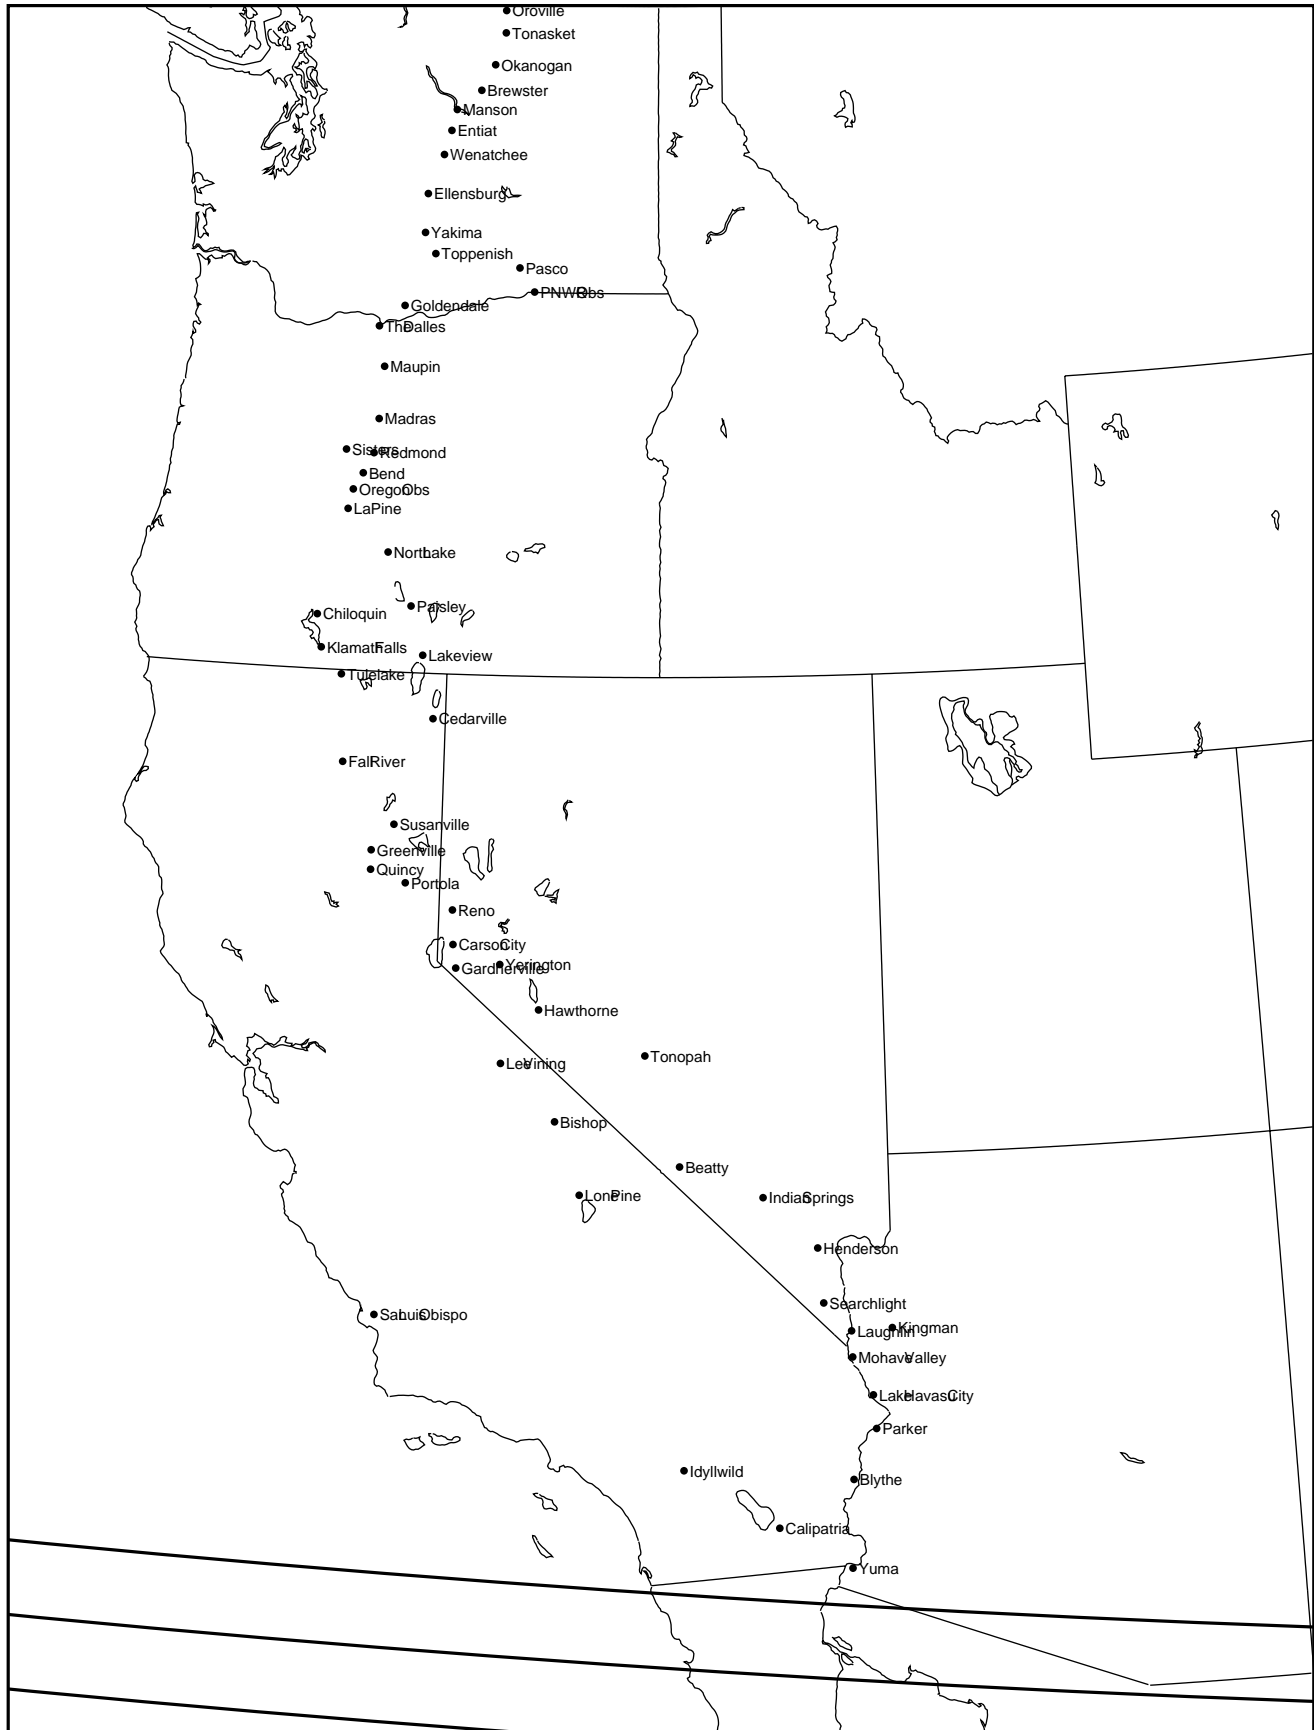 Oroville
Tonasket
Okanogan
Brewster
Manson
Entiat
Wenatchee
Ellensburg
Yakima
Toppenish
Pasco
PNWRObs
Goldendale
TheDalles
Maupin
Madras
Sisters
Redmond
Bend
OregonObs
LaPine
NorthLake
Paisley
Chiloquin
KlamathFalls
Lakeview
Tulelake
Cedarville
FallRiver
Susanville
Greenville
Quincy
Portola
Reno
CarsonCity
Yerington
Gardnerville
Hawthorne
Tonopah
LeeVining
Bishop
Beatty
LonePine
IndianSprings
Henderson
Searchlight
SanLuisObispo
Kingman
Laughlin
MohaveValley
LakeHavasuCity
Parker
Idyllwild
Blythe
Calipatria
Yuma